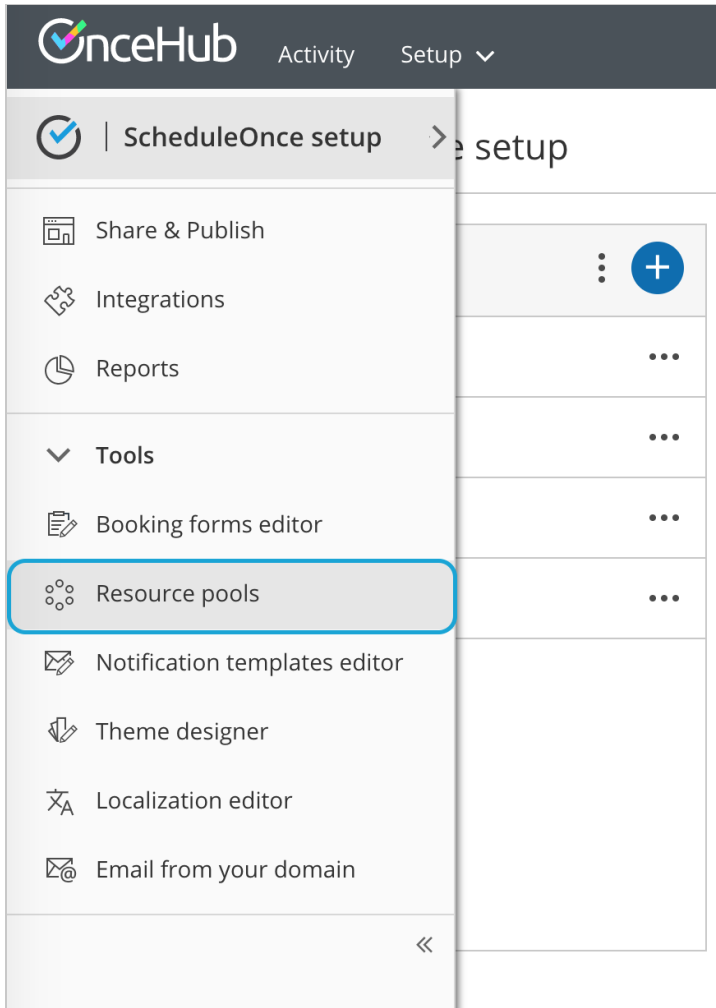 OnceHub Activity Setup
ScheduleOnce setup
e setup
Share & Publish
Integrations
Reports
Tools
Booking forms editor
Resource pools
Notification templates editor
Theme designer
Localization editor
Email from your domain